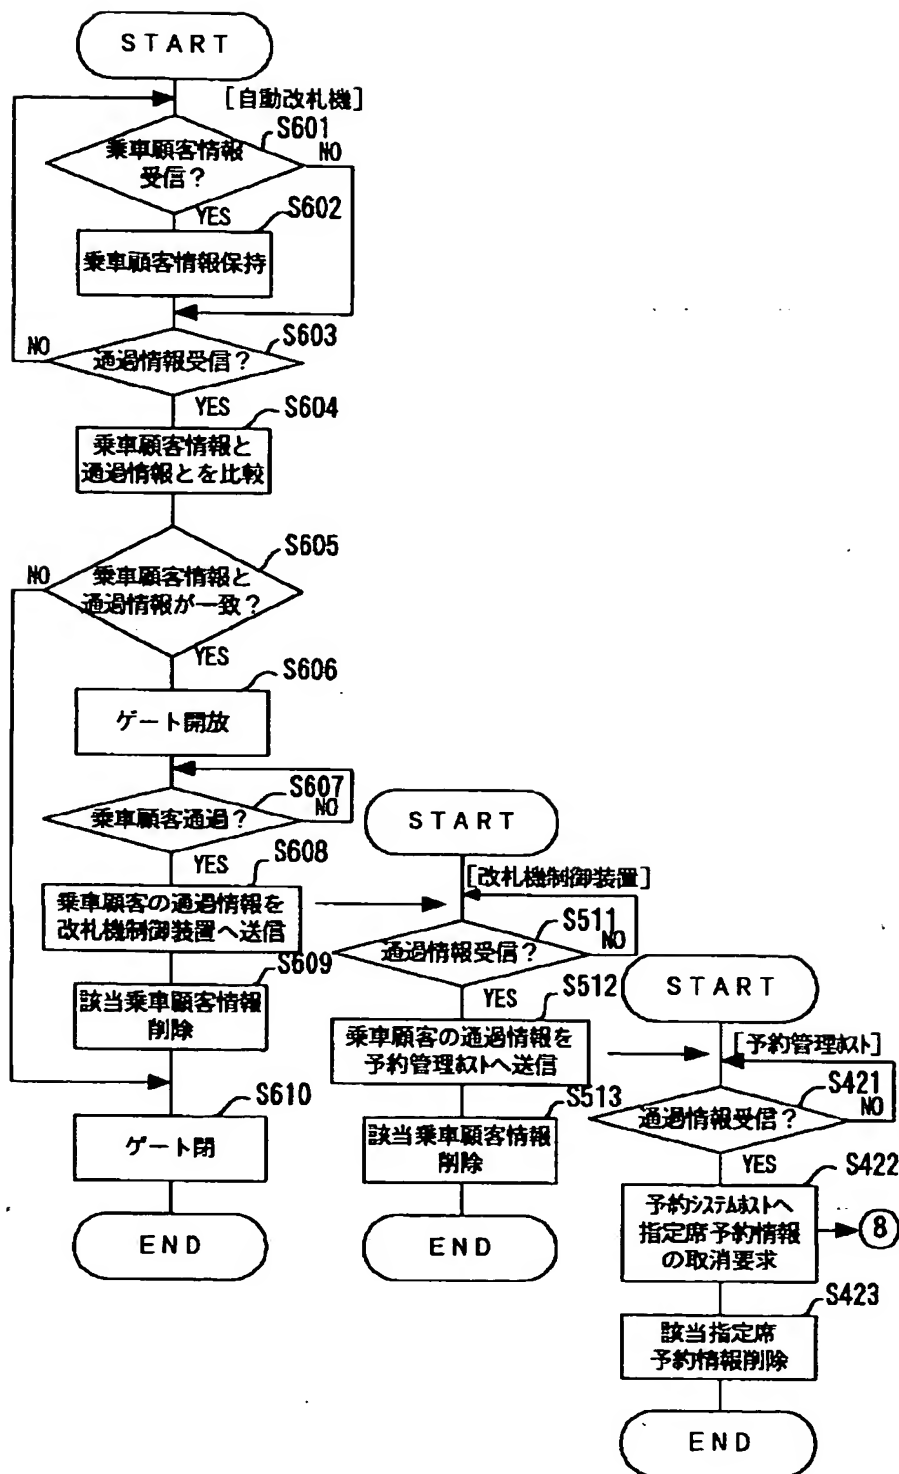 START
[自動改札機]
S601
乗車顧客情報
受信？
NO
YES
S602
乗車顧客情報保持
S603
NO
通過情報受信？
YES
S604
乗車顧客情報と
通過情報とを比較
S605
NO
乗車顧客情報と
通過情報が一致？
YES
S606
ゲート開放
S607
乗車顧客通過？
NO
YES
S608
乗車顧客の通過情報を
改札機制御装置へ送信
S609
該当乗車顧客情報
削除
S610
ゲート閉
END
START
[改札機制御装置]
S511
通過情報受信？
NO
YES
S512
乗車顧客の通過情報を
予約管理ﾎｽﾄへ送信
S513
該当乗車顧客情報
削除
END
START
[予約管理ﾎｽﾄ]
S421
通過情報受信？
NO
YES
S422
予約ｼｽﾃﾑﾎｽﾄへ
指定席予約情報
の取消要求
8
S423
該当指定席
予約情報削除
END